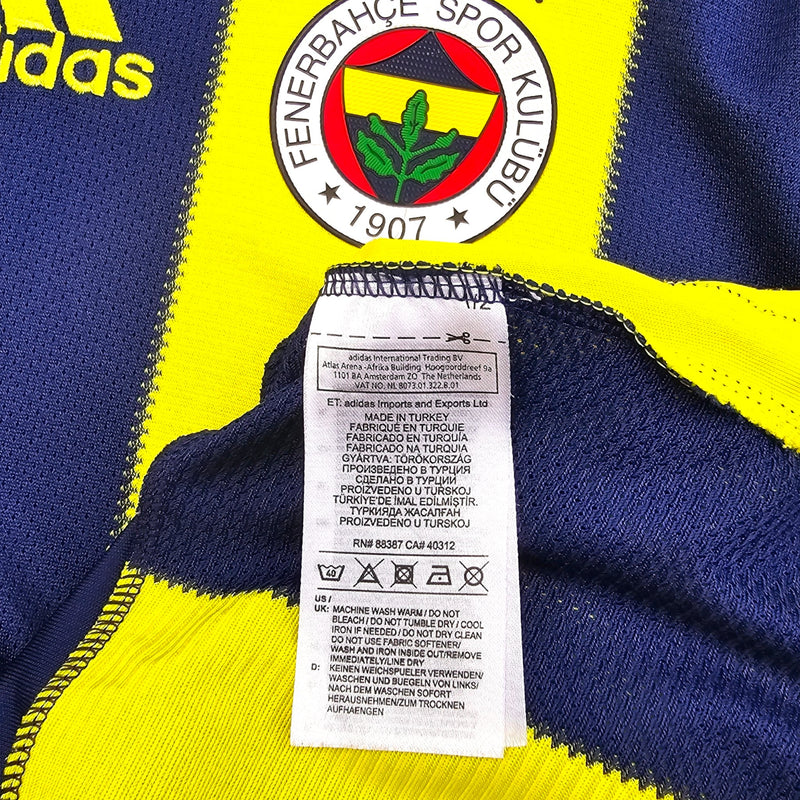 adidas
FENERBAHÇE SPOR KULÜBÜ
1907
1/2
adidas International Trading BV
Atlas Arena -Afrika Building Hoogoorddreef 9a
1101 BA Amsterdam ZO The Netherlands
VAT NO. NL 8073.01.322.B.01
ET: adidas Imports and Exports Ltd
MADE IN TURKEY
FABRIQUÉ EN TURQUIE
FABRICADO EN TURQUÍA
FABRICADO NA TURQUIA
GYÁRTVA: TÖRÖKORSZÁG
ПРОИЗВЕДЕНО В ТУРЦИЯ
СДЕЛАНО В ТУРЦИИ
PROIZVEDENO U TURSKOJ
TÜRKİYE'DE İMAL EDİLMİŞTİR.
ТУРКИЯДА ЖАСАЛҒАН
PROIZVEDENO U TURSKOJ
RN# 88387 CA# 40312
40
US /
UK: MACHINE WASH WARM / DO NOT
BLEACH / DO NOT TUMBLE DRY / COOL
IRON IF NEEDED / DO NOT DRY CLEAN
DO NOT USE FABRIC SOFTENER/
WASH AND IRON INSIDE OUT/REMOVE
IMMEDIATELY/LINE DRY
D: KEINEN WEICHSPUELER VERWENDEN/
WASCHEN UND BUEGELN VON LINKS/
NACH DEM WASCHEN SOFORT
HERAUSNEHMEN/ZUM TROCKNEN
AUFHAENGEN